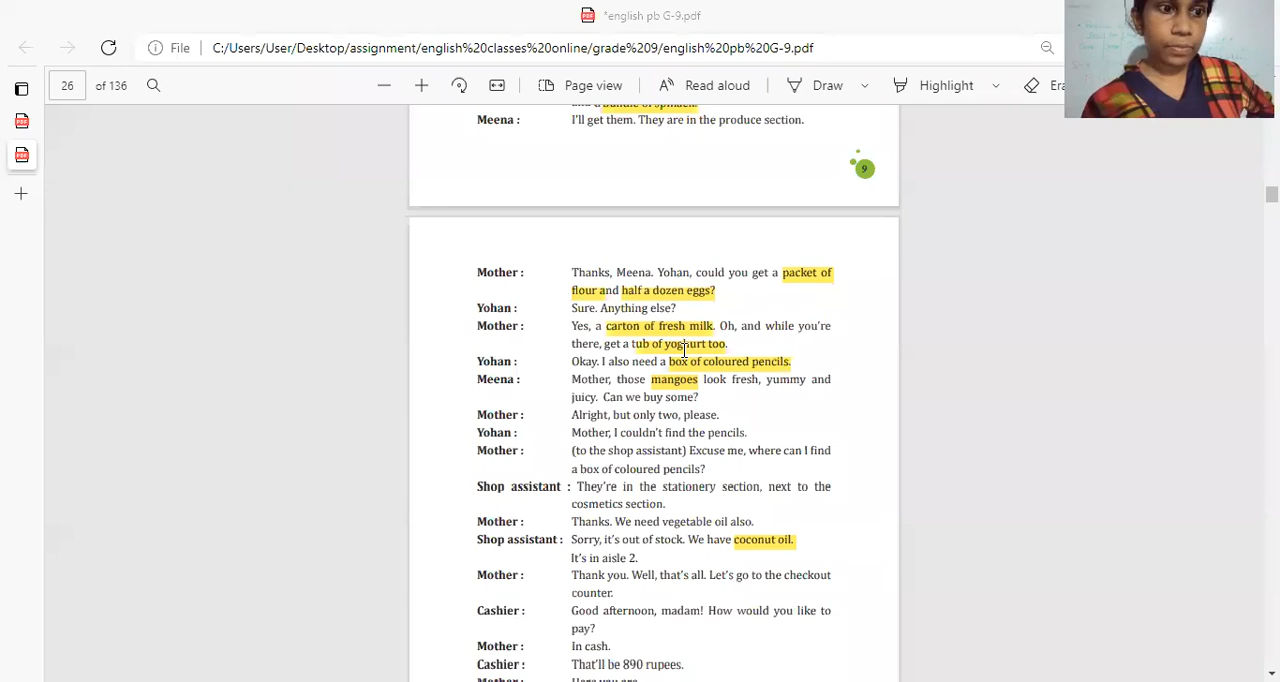 *english pb G-9.pdf
File | C:/Users/User/Desktop/assignment/english%20classes%20online/grade%209/english%20pb%20G-9.pdf
26 of 136 Page view Read aloud Draw Highlight
and a bundle of spinach.
Meena : I'll get them. They are in the produce section.
9
Mother : Thanks, Meena. Yohan, could you get a packet of
flour and half a dozen eggs?
Yohan : Sure. Anything else?
Mother : Yes, a carton of fresh milk. Oh, and while you're
there, get a tub of yoghurt too.
Yohan : Okay. I also need a box of coloured pencils.
Meena : Mother, those mangoes look fresh, yummy and
juicy. Can we buy some?
Mother : Alright, but only two, please.
Yohan : Mother, I couldn't find the pencils.
Mother : (to the shop assistant) Excuse me, where can I find
a box of coloured pencils?
Shop assistant : They're in the stationery section, next to the
cosmetics section.
Mother : Thanks. We need vegetable oil also.
Shop assistant : Sorry, it's out of stock. We have coconut oil.
It's in aisle 2.
Mother : Thank you. Well, that's all. Let's go to the checkout
counter.
Cashier : Good afternoon, madam! How would you like to
pay?
Mother : In cash.
Cashier : That'll be 890 rupees.
Mother : Here you are.